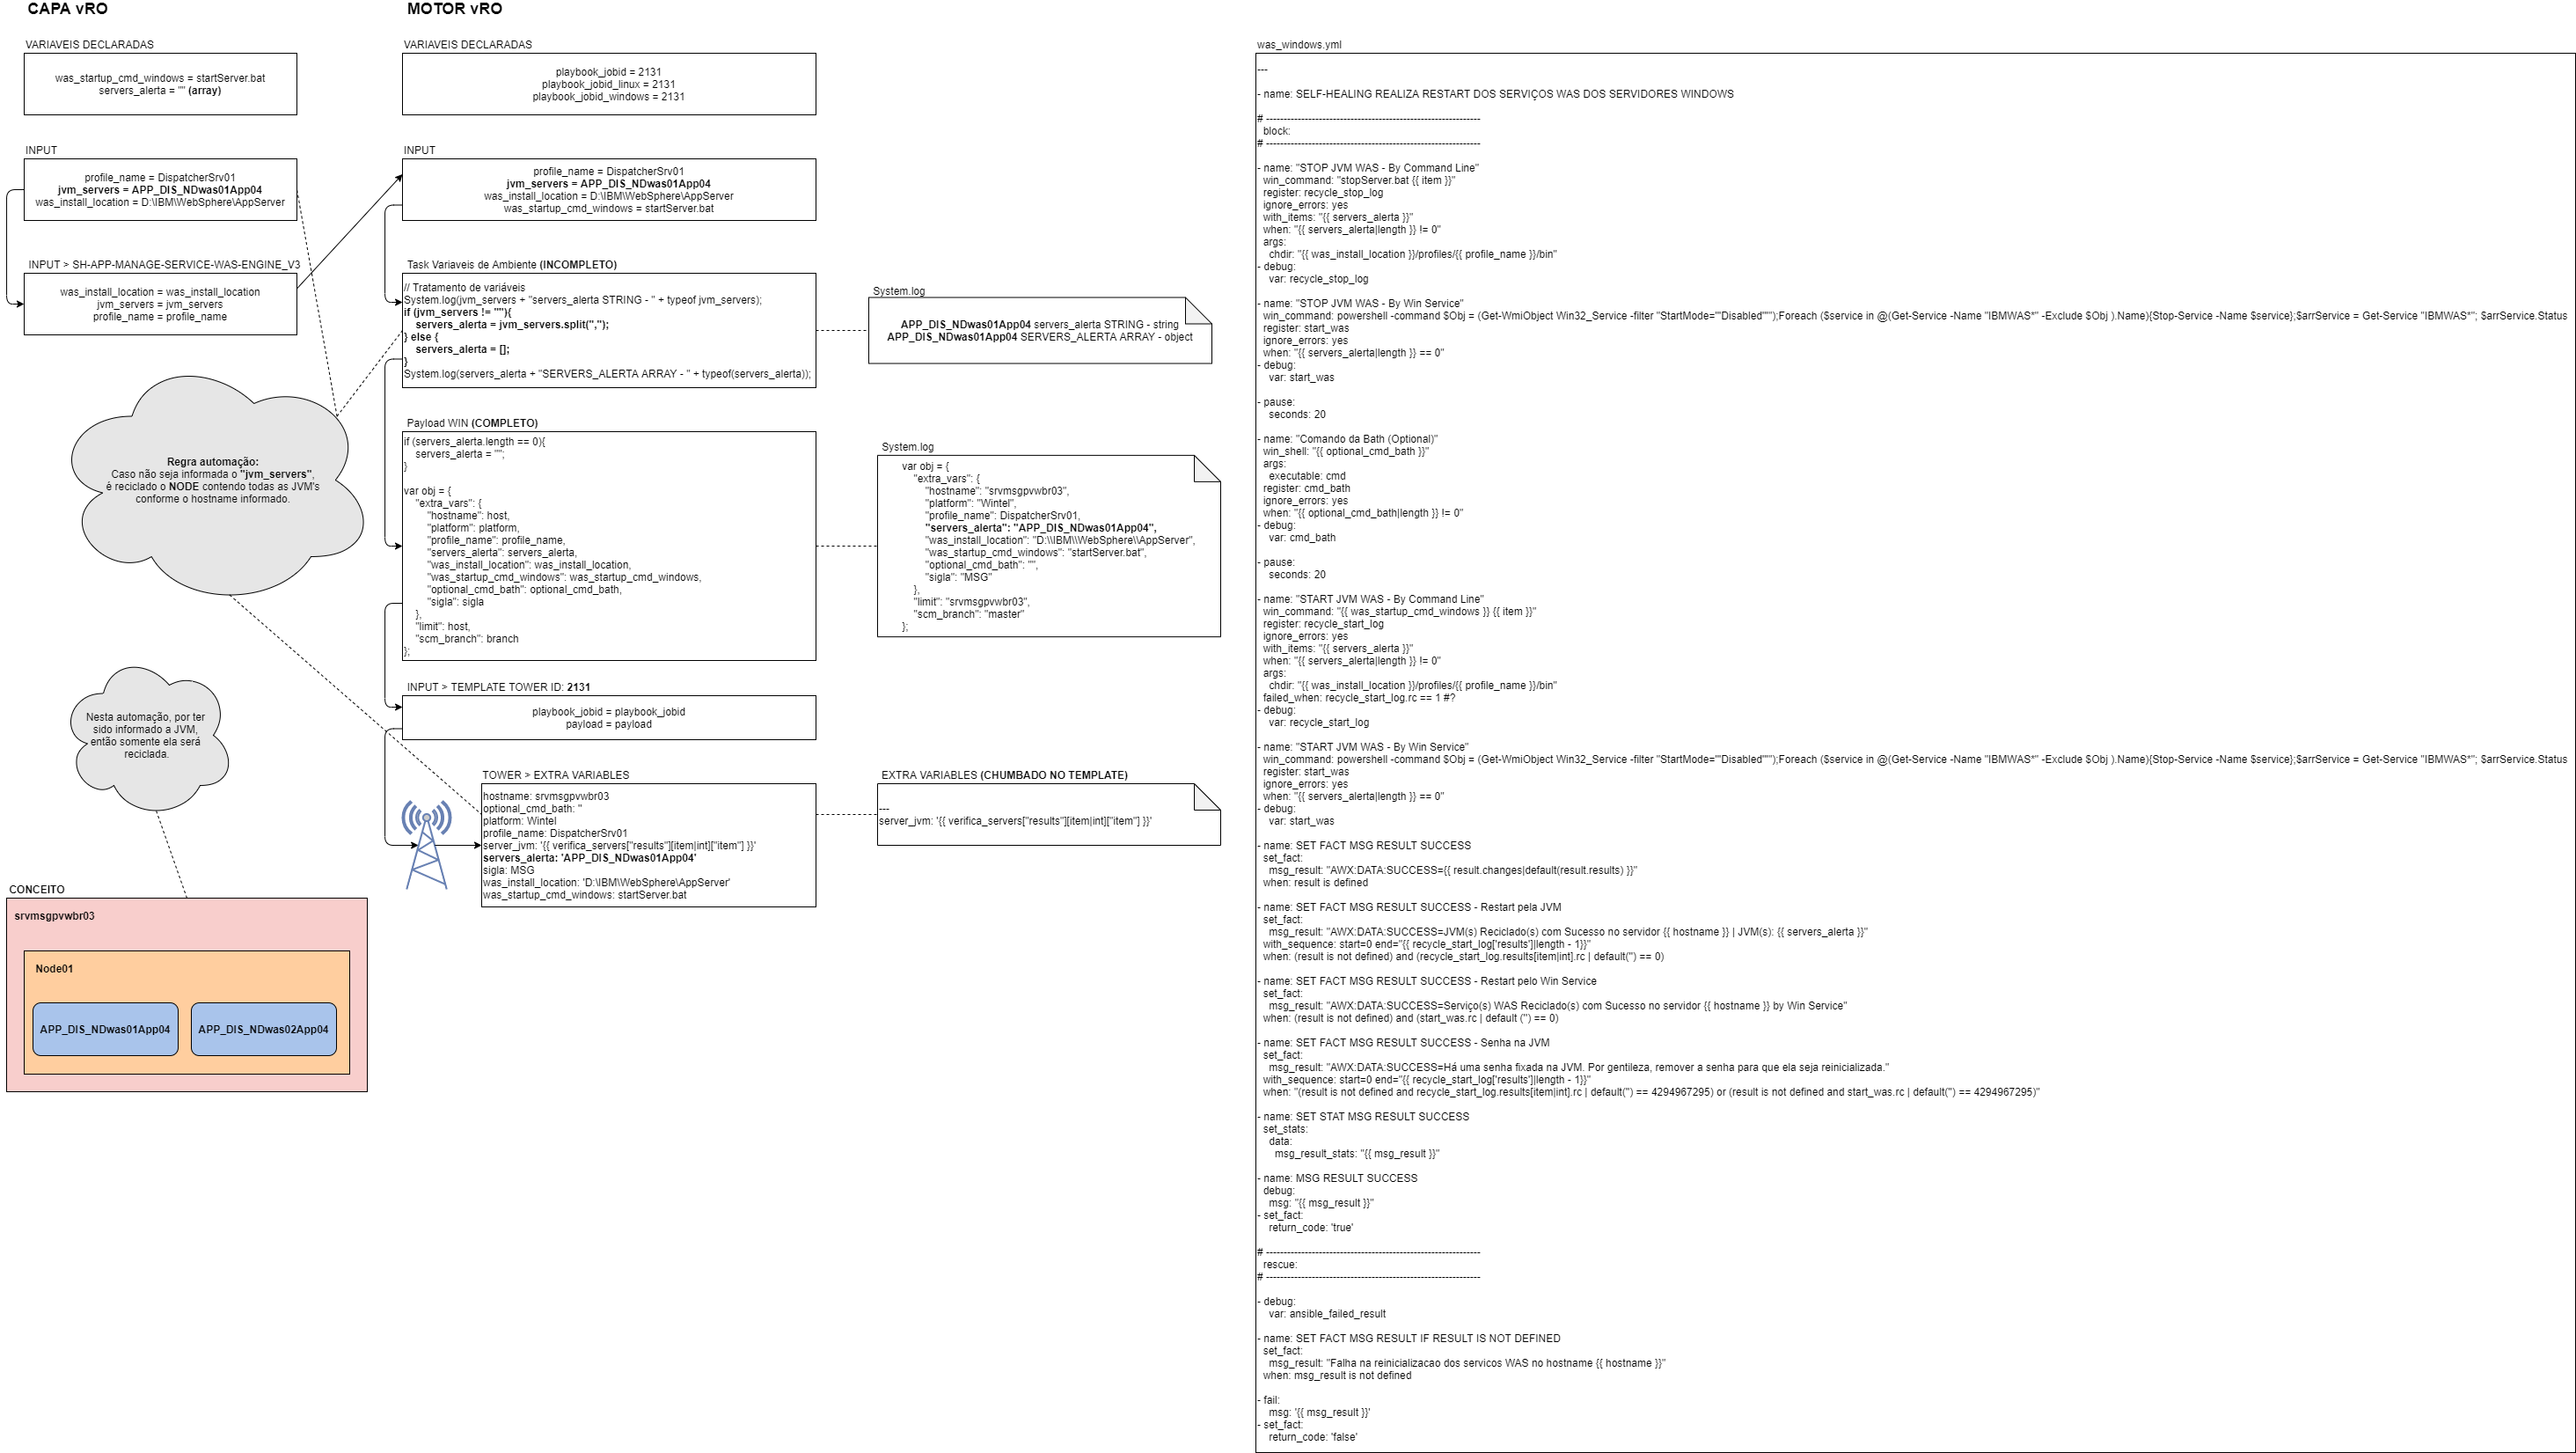 CAPA vRO
VARIAVEIS DECLARADAS
was_startup_cmd_windows = startServer.bat
servers_alerta = "" (array)
INPUT
profile_name = DispatcherSrv01
jvm_servers = APP_DIS_NDwas01App04
was_install_location = D:\IBM\WebSphere\AppServer
INPUT > SH-APP-MANAGE-SERVICE-WAS-ENGINE_V3
was_install_location = was_install_location
jvm_servers = jvm_servers
profile_name = profile_name
Regra automação:
Caso não seja informada o "jvm_servers",
é reciclado o NODE contendo todas as JVM's
conforme o hostname informado.
Nesta automação, por ter
sido informado a JVM,
então somente ela será
reciclada.
CONCEITO
srvmsgpvwbr03
Node01
APP_DIS_NDwas01App04
APP_DIS_NDwas02App04
MOTOR vRO
VARIAVEIS DECLARADAS
playbook_jobid = 2131
playbook_jobid_linux = 2131
playbook_jobid_windows = 2131
INPUT
profile_name = DispatcherSrv01
jvm_servers = APP_DIS_NDwas01App04
was_install_location = D:\IBM\WebSphere\AppServer
was_startup_cmd_windows = startServer.bat
Task Variaveis de Ambiente (INCOMPLETO)
// Tratamento de variáveis
System.log(jvm_servers + "servers_alerta STRING - " + typeof jvm_servers);
if (jvm_servers != ""){
servers_alerta = jvm_servers.split(",");
} else {
servers_alerta = [];
}
System.log(servers_alerta + "SERVERS_ALERTA ARRAY - " + typeof(servers_alerta));
System.log
APP_DIS_NDwas01App04 servers_alerta STRING - string
APP_DIS_NDwas01App04 SERVERS_ALERTA ARRAY - object
Payload WIN (COMPLETO)
if (servers_alerta.length == 0){
servers_alerta = "";
}
var obj = {
"extra_vars": {
"hostname": host,
"platform": platform,
"profile_name": profile_name,
"servers_alerta": servers_alerta,
"was_install_location": was_install_location,
"was_startup_cmd_windows": was_startup_cmd_windows,
"optional_cmd_bath": optional_cmd_bath,
"sigla": sigla
},
"limit": host,
"scm_branch": branch
};
System.log
var obj = {
"extra_vars": {
"hostname": "srvmsgpvwbr03",
"platform": "Wintel",
"profile_name": DispatcherSrv01,
"servers_alerta": "APP_DIS_NDwas01App04",
"was_install_location": "D:\\IBM\\WebSphere\\AppServer",
"was_startup_cmd_windows": "startServer.bat",
"optional_cmd_bath": "",
"sigla": "MSG"
},
"limit": "srvmsgpvwbr03",
"scm_branch": "master"
};
INPUT > TEMPLATE TOWER ID: 2131
playbook_jobid = playbook_jobid
payload = payload
TOWER > EXTRA VARIABLES
hostname: srvmsgpvwbr03
optional_cmd_bath: ''
platform: Wintel
profile_name: DispatcherSrv01
server_jvm: '{{ verifica_servers["results"][item|int]["item"] }}'
servers_alerta: 'APP_DIS_NDwas01App04'
sigla: MSG
was_install_location: 'D:\IBM\WebSphere\AppServer'
was_startup_cmd_windows: startServer.bat
EXTRA VARIABLES (CHUMBADO NO TEMPLATE)
---
server_jvm: '{{ verifica_servers["results"][item|int]["item"] }}'
was_windows.yml
---
- name: SELF-HEALING REALIZA RESTART DOS SERVIÇOS WAS DOS SERVIDORES WINDOWS
# -------------------------------------------------------------
block:
# -------------------------------------------------------------
- name: "STOP JVM WAS - By Command Line"
win_command: "stopServer.bat {{ item }}"
register: recycle_stop_log
ignore_errors: yes
with_items: "{{ servers_alerta }}"
when: "{{ servers_alerta|length }} != 0"
args:
chdir: "{{ was_install_location }}/profiles/{{ profile_name }}/bin"
- debug:
var: recycle_stop_log
- name: "STOP JVM WAS - By Win Service"
win_command: powershell -command $Obj = (Get-WmiObject Win32_Service -filter "StartMode='"Disabled"'");Foreach ($service in @(Get-Service -Name "IBMWAS*" -Exclude $Obj ).Name){Stop-Service -Name $service};$arrService = Get-Service "IBMWAS*"; $arrService.Status
register: start_was
ignore_errors: yes
when: "{{ servers_alerta|length }} == 0"
- debug:
var: start_was
- pause:
seconds: 20
- name: "Comando da Bath (Optional)"
win_shell: "{{ optional_cmd_bath }}"
args:
executable: cmd
register: cmd_bath
ignore_errors: yes
when: "{{ optional_cmd_bath|length }} != 0"
- debug:
var: cmd_bath
- pause:
seconds: 20
- name: "START JVM WAS - By Command Line"
win_command: "{{ was_startup_cmd_windows }} {{ item }}"
register: recycle_start_log
ignore_errors: yes
with_items: "{{ servers_alerta }}"
when: "{{ servers_alerta|length }} != 0"
args:
chdir: "{{ was_install_location }}/profiles/{{ profile_name }}/bin"
failed_when: recycle_start_log.rc == 1 #?
- debug:
var: recycle_start_log
- name: "START JVM WAS - By Win Service"
win_command: powershell -command $Obj = (Get-WmiObject Win32_Service -filter "StartMode='"Disabled"'");Foreach ($service in @(Get-Service -Name "IBMWAS*" -Exclude $Obj ).Name){Stop-Service -Name $service};$arrService = Get-Service "IBMWAS*"; $arrService.Status
register: start_was
ignore_errors: yes
when: "{{ servers_alerta|length }} == 0"
- debug:
var: start_was
- name: SET FACT MSG RESULT SUCCESS
set_fact:
msg_result: "AWX:DATA:SUCCESS={{ result.changes|default(result.results) }}"
when: result is defined
- name: SET FACT MSG RESULT SUCCESS - Restart pela JVM
set_fact:
msg_result: "AWX:DATA:SUCCESS=JVM(s) Reciclado(s) com Sucesso no servidor {{ hostname }} | JVM(s): {{ servers_alerta }}"
with_sequence: start=0 end="{{ recycle_start_log['results']|length - 1}}"
when: (result is not defined) and (recycle_start_log.results[item|int].rc | default('') == 0)
- name: SET FACT MSG RESULT SUCCESS - Restart pelo Win Service
set_fact:
msg_result: "AWX:DATA:SUCCESS=Serviço(s) WAS Reciclado(s) com Sucesso no servidor {{ hostname }} by Win Service"
when: (result is not defined) and (start_was.rc | default ('') == 0)
- name: SET FACT MSG RESULT SUCCESS - Senha na JVM
set_fact:
msg_result: "AWX:DATA:SUCCESS=Há uma senha fixada na JVM. Por gentileza, remover a senha para que ela seja reinicializada."
with_sequence: start=0 end="{{ recycle_start_log['results']|length - 1}}"
when: "(result is not defined and recycle_start_log.results[item|int].rc | default('') == 4294967295) or (result is not defined and start_was.rc | default('') == 4294967295)"
- name: SET STAT MSG RESULT SUCCESS
set_stats:
data:
msg_result_stats: "{{ msg_result }}"
- name: MSG RESULT SUCCESS
debug:
msg: "{{ msg_result }}"
- set_fact:
return_code: 'true'
# -------------------------------------------------------------
rescue:
# -------------------------------------------------------------
- debug:
var: ansible_failed_result
- name: SET FACT MSG RESULT IF RESULT IS NOT DEFINED
set_fact:
msg_result: "Falha na reinicializacao dos servicos WAS no hostname {{ hostname }}"
when: msg_result is not defined
- fail:
msg: '{{ msg_result }}'
- set_fact:
return_code: 'false'